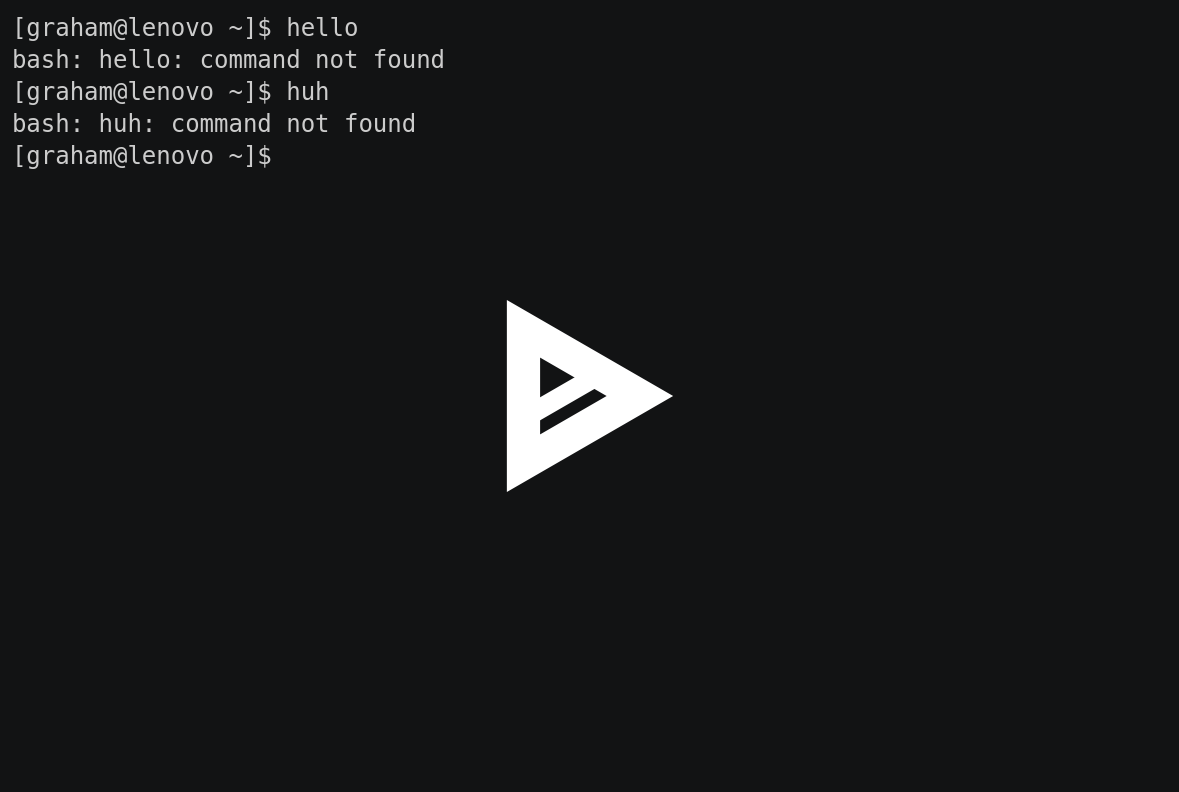 [graham@lenovo ~]$ hello
bash: hello: command not found
[graham@lenovo ~]$ huh
bash: huh: command not found
[graham@lenovo ~]$